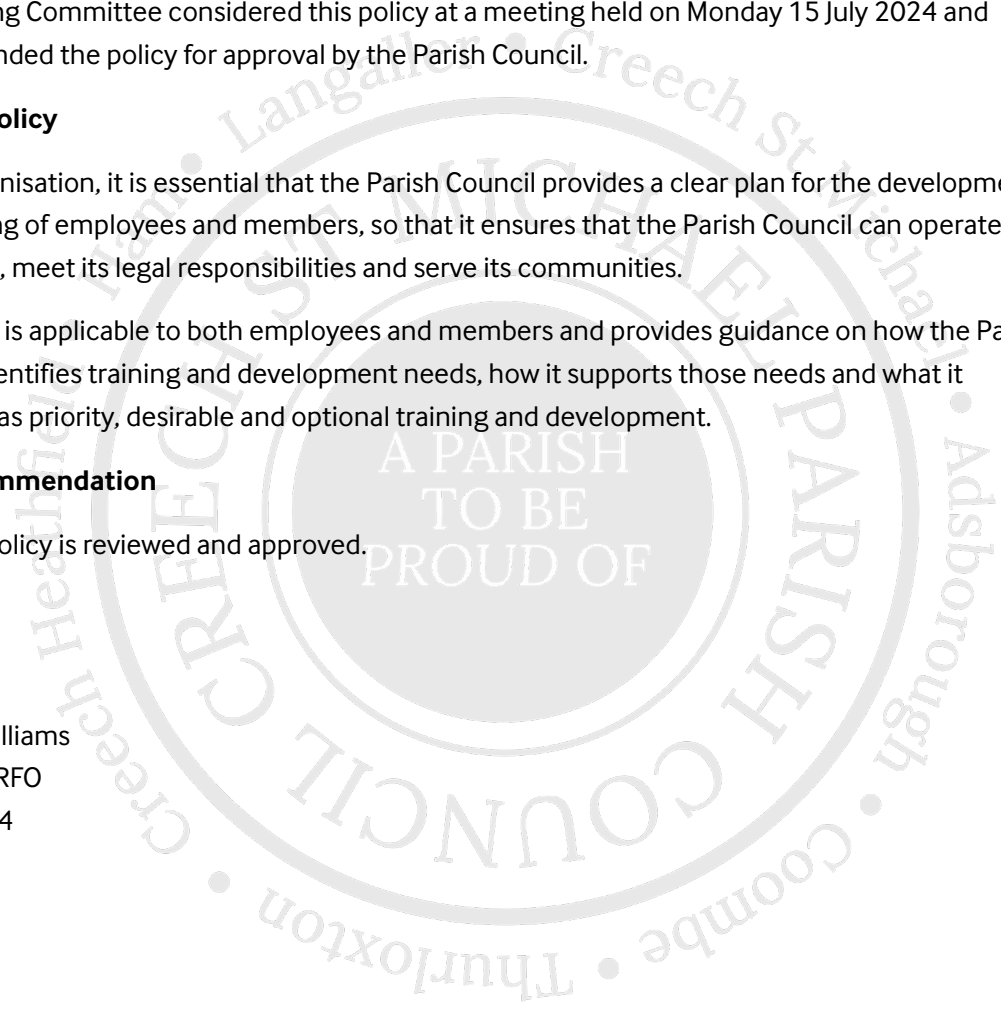 ng Committee considered this policy at a meeting held on Monday 15 July 2024 and
nded the policy for approval by the Parish Council.
olicy
nisation, it is essential that the Parish Council provides a clear plan for the developme
ng of employees and members, so that it ensures that the Parish Council can operate
, meet its legal responsibilities and serve its communities.
is applicable to both employees and members and provides guidance on how the Pa
entifies training and development needs, how it supports those needs and what it
as priority, desirable and optional training and development.
mmendation
olicy is reviewed and approved.
lliams
RFO
4
CREECH ST MICHAEL PARISH COUNCIL
A PARISH
TO BE
PROUD OF
Creech Heathfield • Ham • Langaller • Creech St Michael • Adsborough • Coombe • Thurloxton •